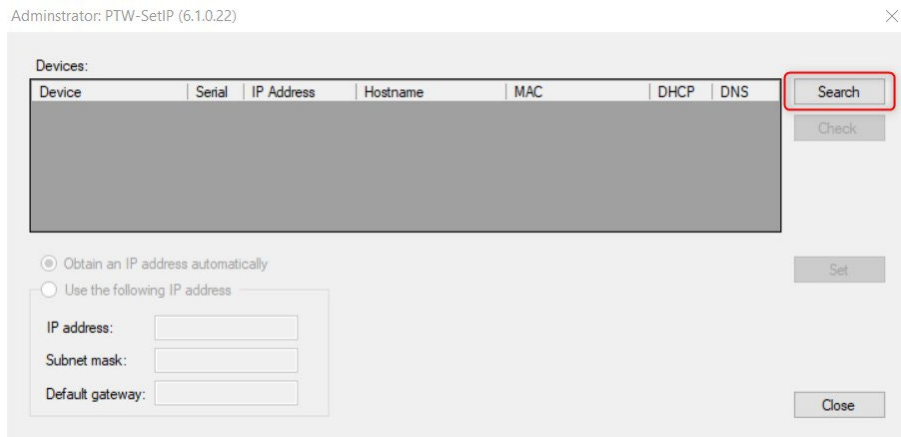 Adminstrator: PTW-SetIP (6.1.0.22)
Devices:
Device Serial IP Address Hostname MAC DHCP DNS
Search
Check
Obtain an IP address automatically
Set
Use the following IP address
IP address:
Subnet mask:
Default gateway:
Close